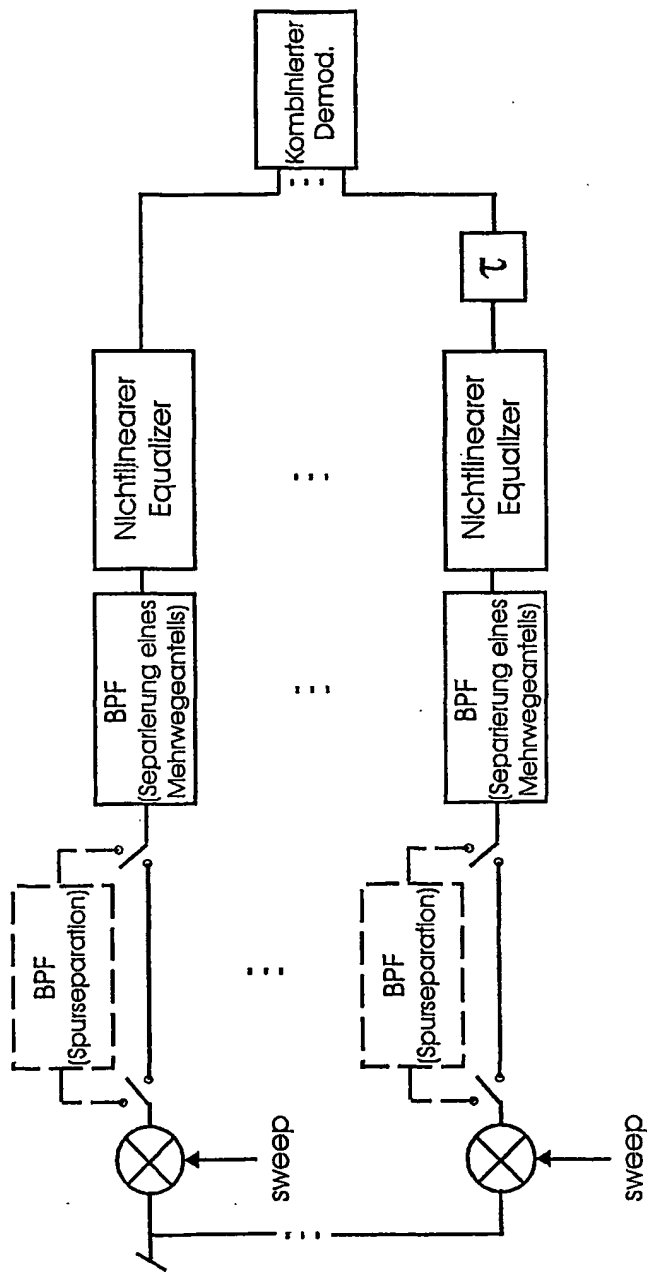 BPF
(Spurseparation)
sweep
BPF
(Separierung eines
Mehrwegeanteils)
Nichtlinearer
Equalizer
Kombinierter
Demod.
BPF
(Spurseparation)
sweep
BPF
(Separierung eines
Mehrwegeanteils)
Nichtlinearer
Equalizer
τ